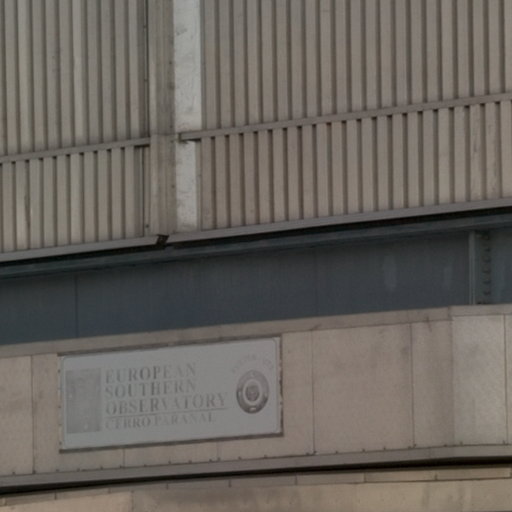 EUROPEAN
SOUTHERN
OBSERVATORY
CERRO PARANAL